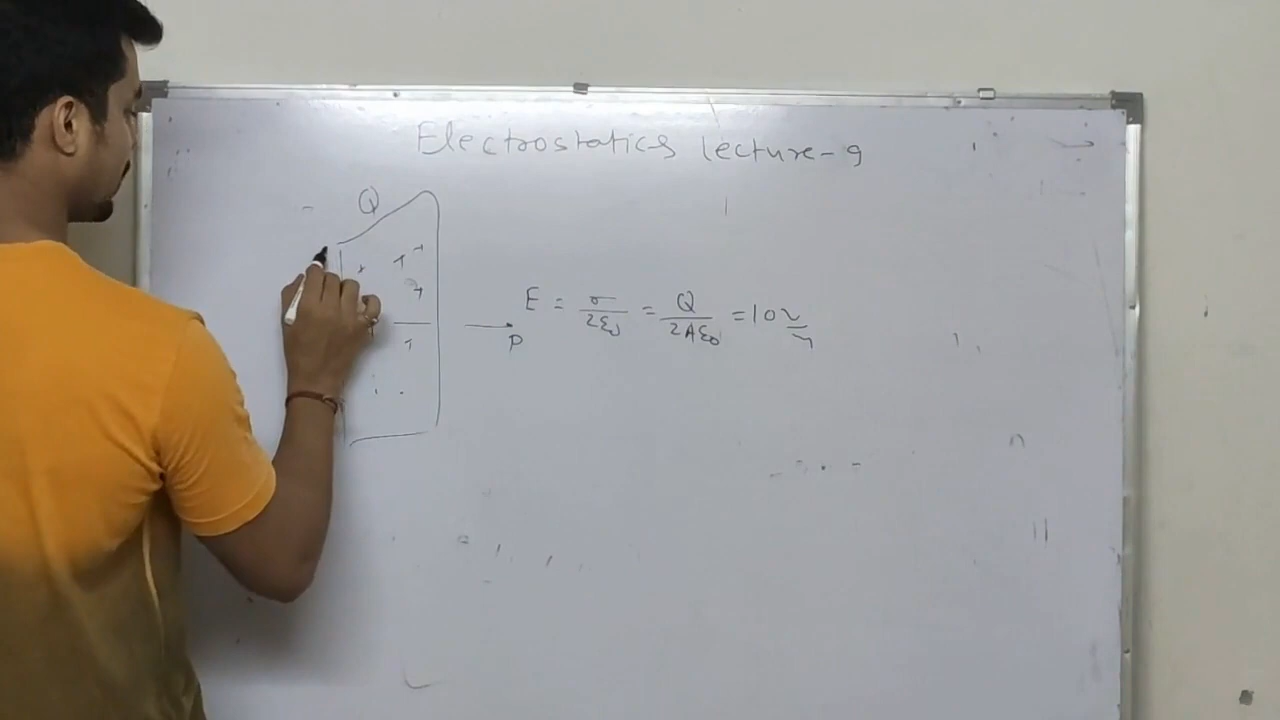 Electrostatics lecture-9
Q
E = σ/2ε₀ = Q/2Aε₀ = 10 v/m
P